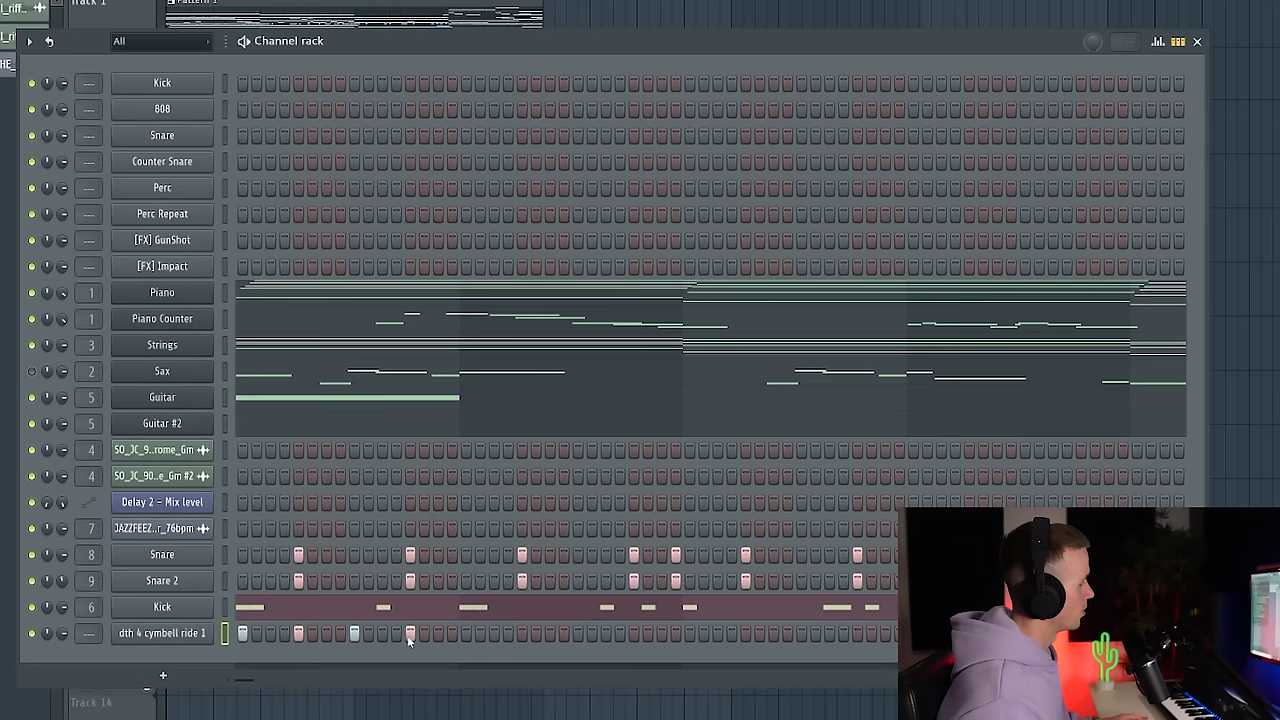 l_riff..
Track 1
Pattern 1
l_ri
HE_
All
Channel rack
Kick
808
Snare
Counter Snare
Perc
Perc Repeat
[FX] GunShot
[FX] Impact
1 Piano
1 Piano Counter
3 Strings
2 Sax
5 Guitar
5 Guitar #2
4 SO_JC_9..rome_Gm
4 SO_JC_90..e_Gm #2
Delay 2 – Mix level
7 JAZZFEEZ..r_76bpm
8 Snare
9 Snare 2
6 Kick
dth 4 cymbell ride 1
Track 14